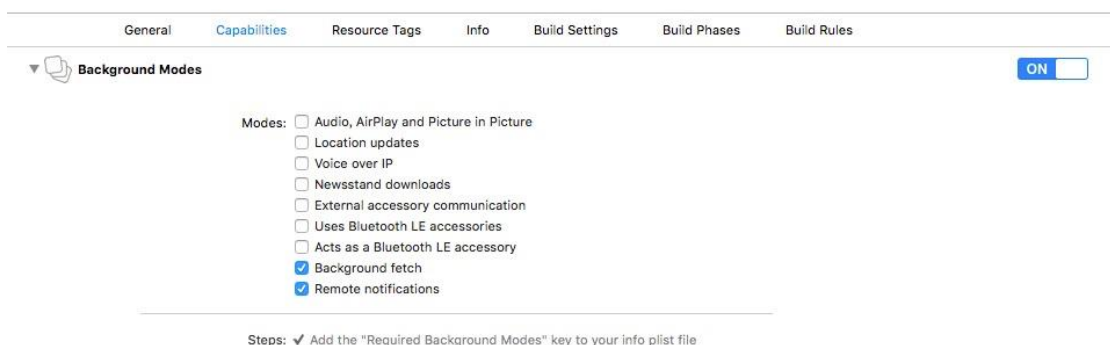 General Capabilities Resource Tags Info Build Settings Build Phases Build Rules
Background Modes ON
Modes: Audio, AirPlay and Picture in Picture
Location updates
Voice over IP
Newsstand downloads
External accessory communication
Uses Bluetooth LE accessories
Acts as a Bluetooth LE accessory
Background fetch
Remote notifications
Steps: ✓ Add the "Required Background Modes" key to your info plist file